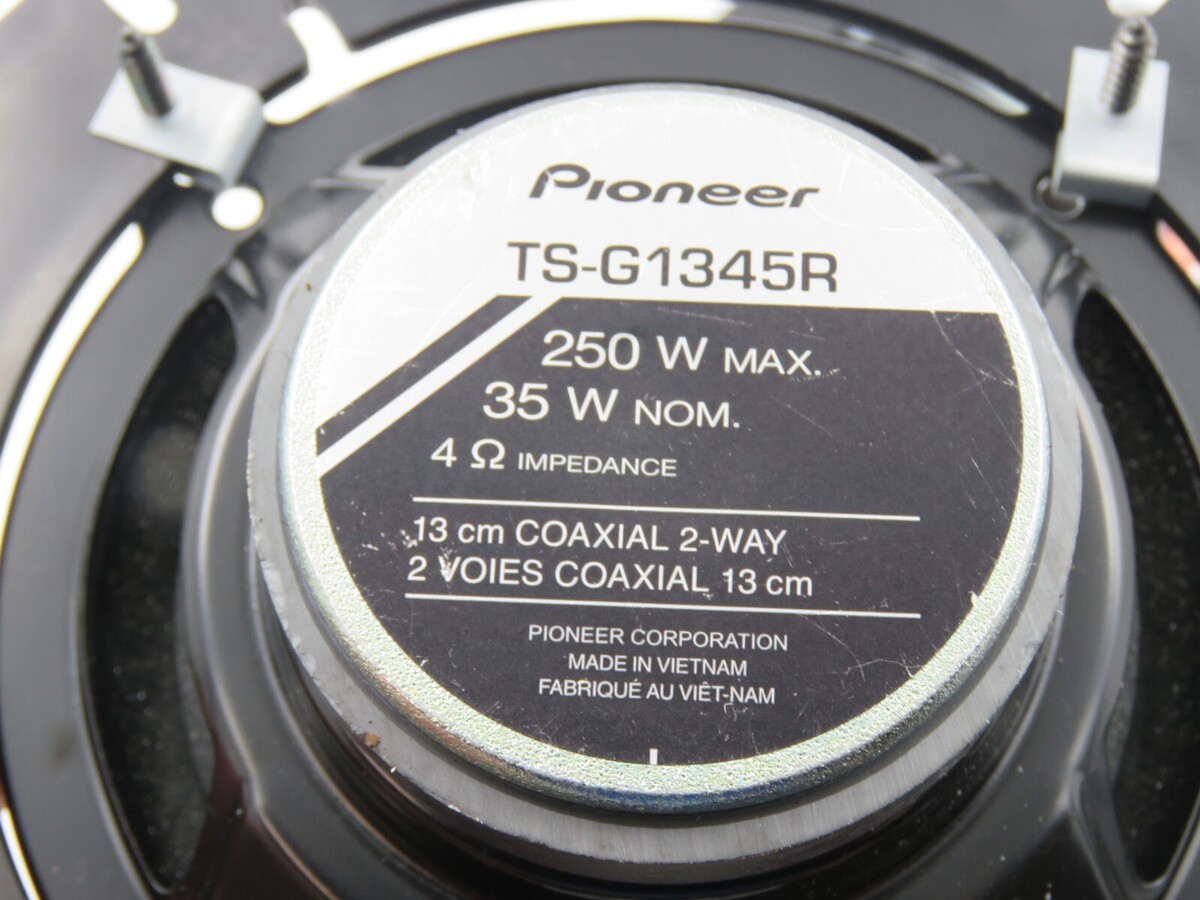 Pioneer
TS-G1345R
250 W MAX.
35 W NOM.
4 Ω IMPEDANCE
13 cm COAXIAL 2-WAY
2 VOIES COAXIAL 13 cm
PIONEER CORPORATION
MADE IN VIETNAM
FABRIQUÉ AU VIÊT-NAM